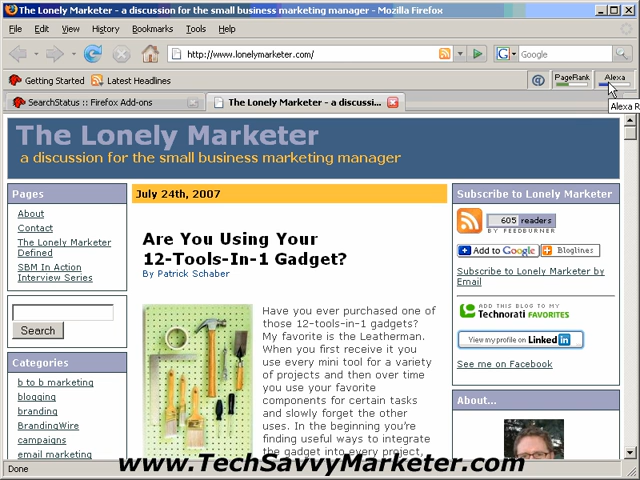 The Lonely Marketer - a discussion for the small business marketing manager - Mozilla Firefox
File Edit View History Bookmarks Tools Help
http://www.lonelymarketer.com/
Google
Getting Started Latest Headlines
PageRank Alexa
Alexa R
SearchStatus :: Firefox Add-ons
The Lonely Marketer - a discussi...
The Lonely Marketer
a discussion for the small business marketing manager
Pages
About
Contact
The Lonely Marketer
Defined
SBM In Action
Interview Series
Search
Categories
b to b marketing
blogging
branding
BrandingWire
campaigns
email marketing
July 24th, 2007
Are You Using Your
12-Tools-In-1 Gadget?
By Patrick Schaber
Have you ever purchased one of
those 12-tools-in-1 gadgets?
My favorite is the Leatherman.
When you first receive it you
use every mini tool for a variety
of projects and then over time
you use your favorite
components for certain tasks
and slowly forget the other
uses. In the beginning you're
finding useful ways to integrate
the gadget into every project,
Subscribe to Lonely Marketer
605 readers
BY FEEDBURNER
Add to Google
Bloglines
Subscribe to Lonely Marketer by
Email
ADD THIS BLOG TO MY
Technorati FAVORITES
View my profile on Linked in
See me on Facebook
About...
Done
www.TechSavvyMarketer.com